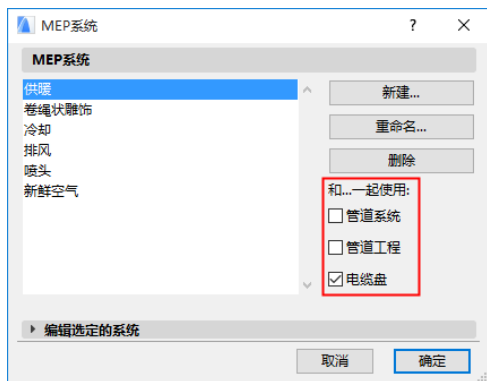 MEP系统
?
MEP系统
供暖
卷绳状雕饰
冷却
排风
喷头
新鲜空气
新建...
重命名...
删除
和...一起使用:
管道系统
管道工程
电缆盘
编辑选定的系统
取消
确定